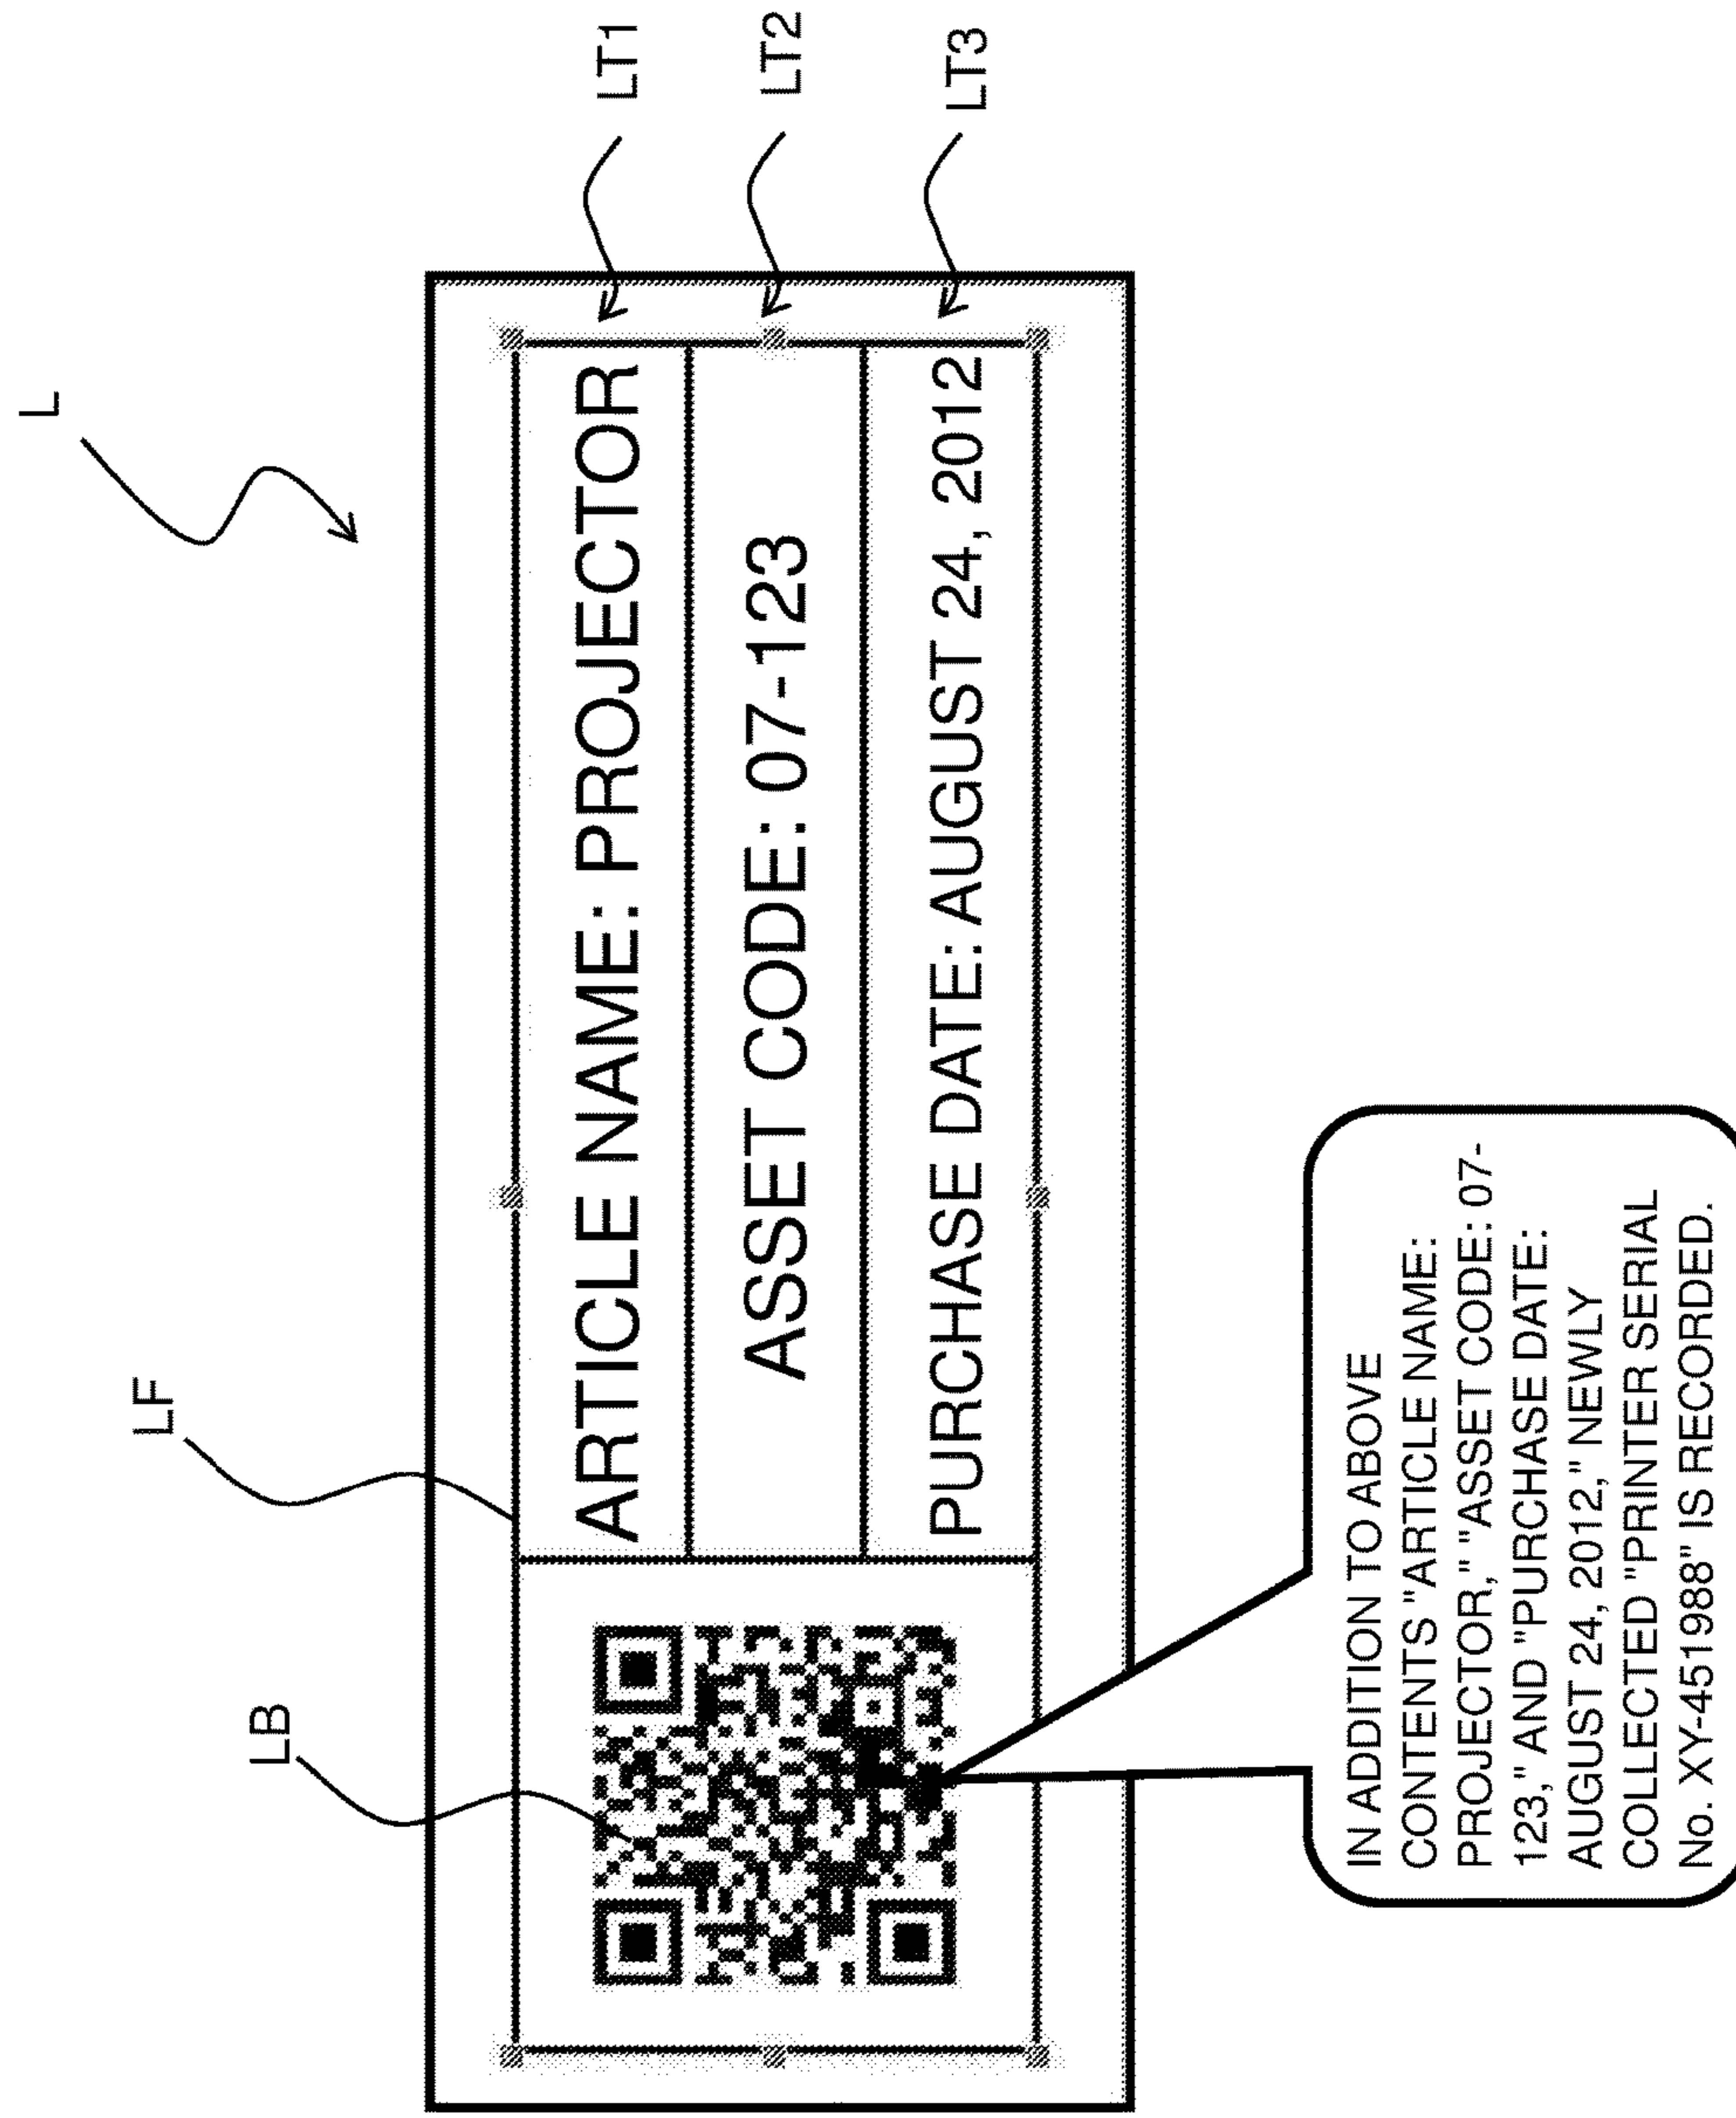 L
LF
LB
LT1
LT2
LT3
ARTICLE NAME: PROJECTOR
ASSET CODE: 07-123
PURCHASE DATE: AUGUST 24, 2012
IN ADDITION TO ABOVE
CONTENTS "ARTICLE NAME:
PROJECTOR," "ASSET CODE: 07-
123," AND "PURCHASE DATE:
AUGUST 24, 2012," NEWLY
COLLECTED "PRINTER SERIAL
No. XY-451988" IS RECORDED.